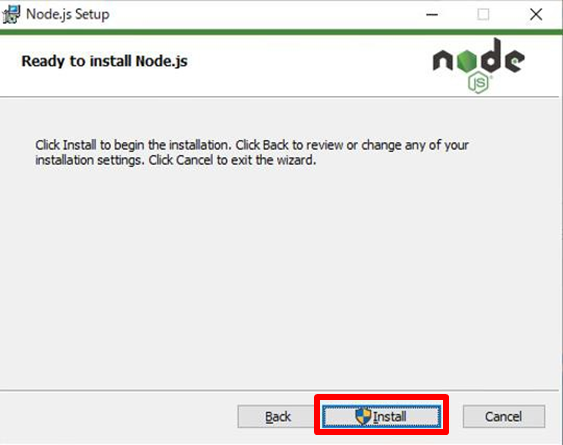 Node.js Setup
Ready to install Node.js
node
JS
Click Install to begin the installation. Click Back to review or change any of your
installation settings. Click Cancel to exit the wizard.
Back
Install
Cancel